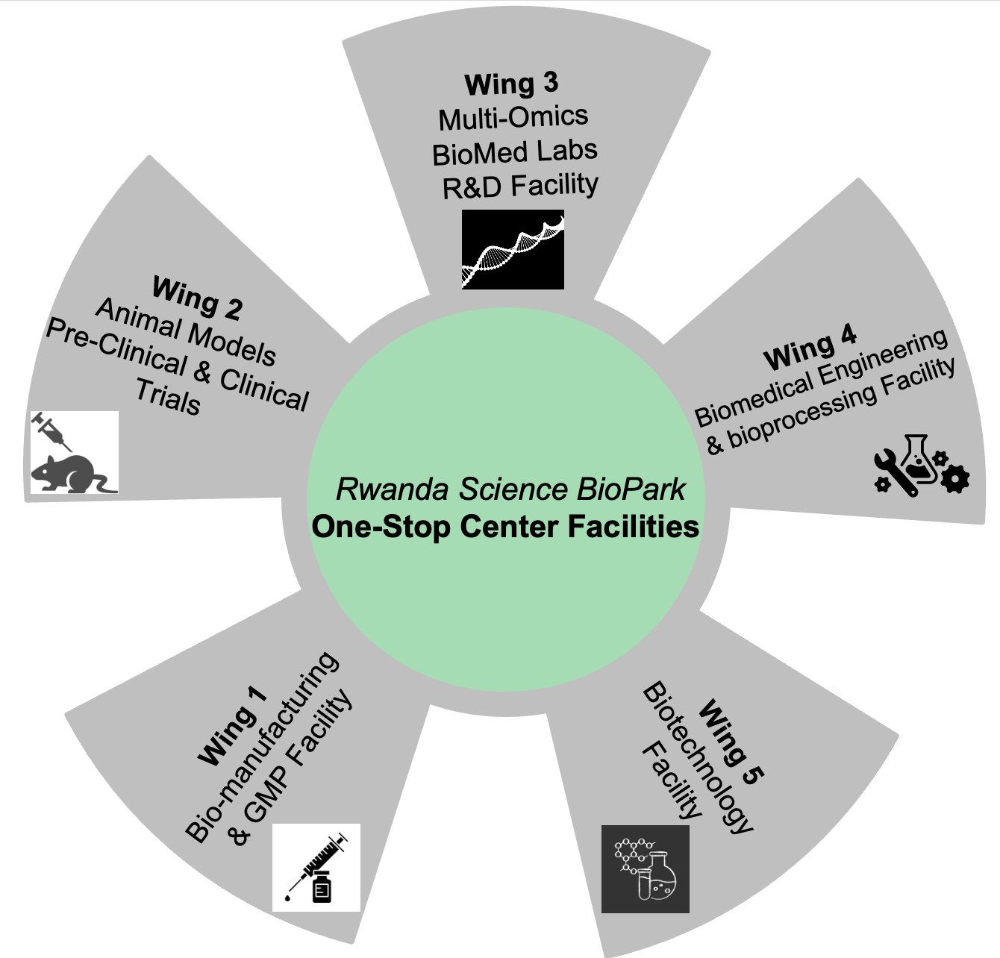 Wing 3
Multi-Omics
BioMed Labs
R&D Facility
Wing 2
Animal Models
Pre-Clinical & Clinical
Trials
Wing 4
Biomedical Engineering
& bioprocessing Facility
Rwanda Science BioPark
One-Stop Center Facilities
Wing 1
Bio-manufacturing
& GMP Facility
Wing 5
Biotechnology
Facility